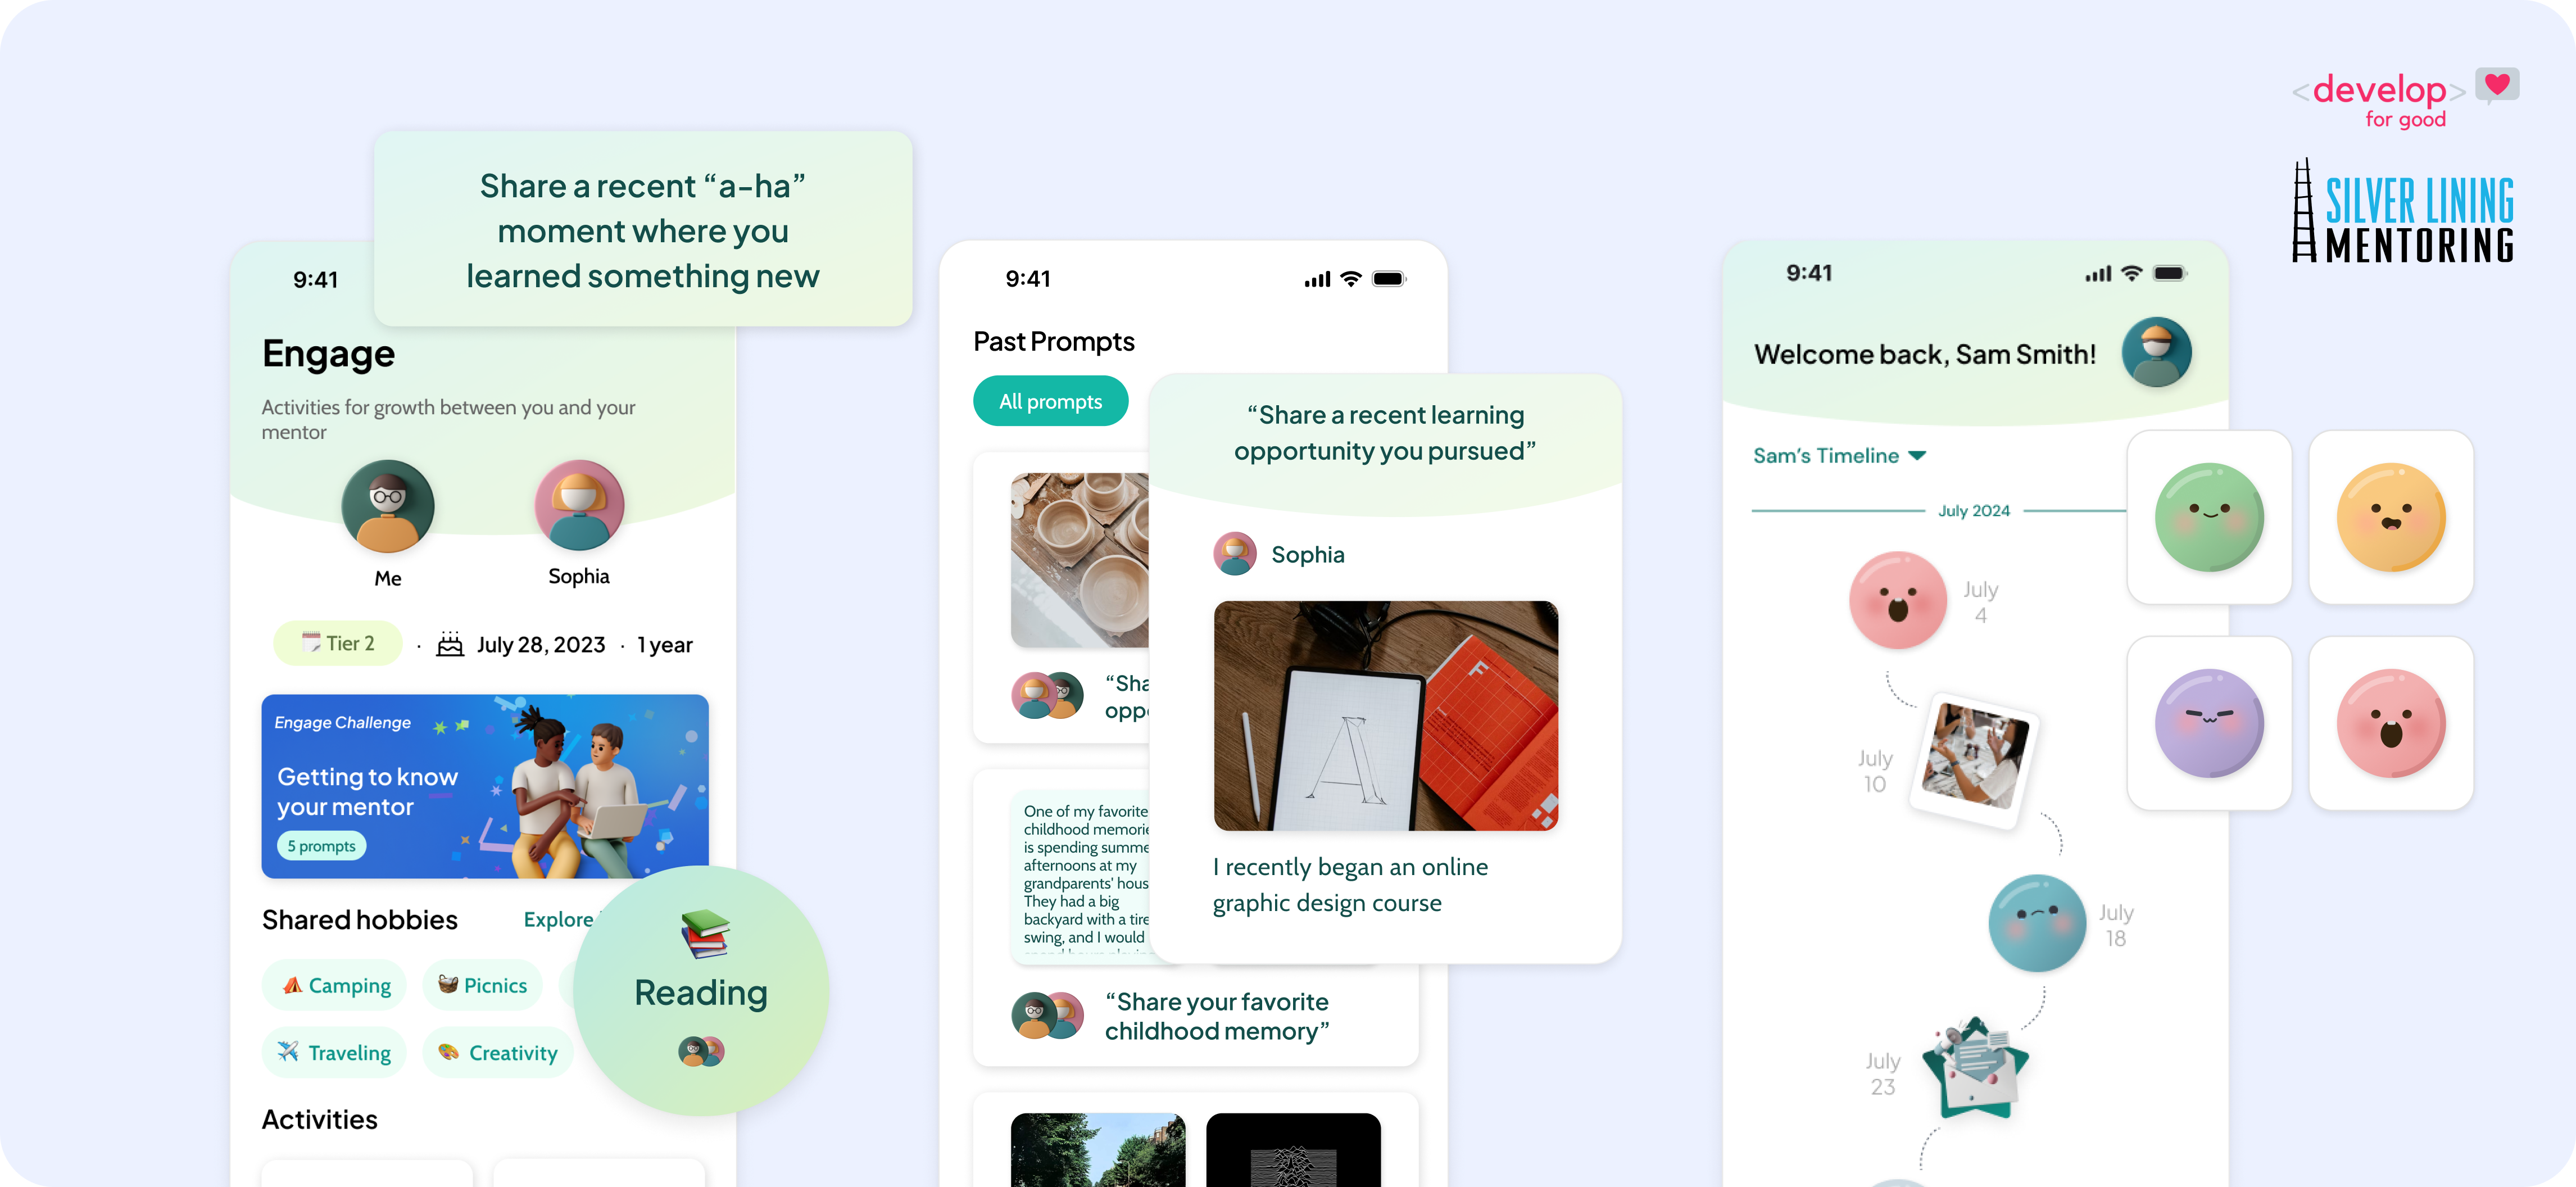 <develop>
for good
SILVER LINING
MENTORING
Share a recent “a-ha”
moment where you
learned something new
9:41
Engage
Activities for growth between you and your
mentor
Me
Sophia
Tier 2 · July 28, 2023 · 1 year
Engage Challenge
Getting to know
your mentor
5 prompts
Shared hobbies
Explore
Camping
Picnics
Traveling
Creativity
Reading
Activities
9:41
Past Prompts
All prompts
“Sha
oppo
One of my favorite
childhood memorie
is spending summe
afternoons at my
grandparents' hous
They had a big
backyard with a tire
swing, and I would
“Share your favorite
childhood memory”
“Share a recent learning
opportunity you pursued”
Sophia
F
A
I recently began an online
graphic design course
9:41
Welcome back, Sam Smith!
Sam’s Timeline
July 2024
July
4
July
10
July
18
July
23